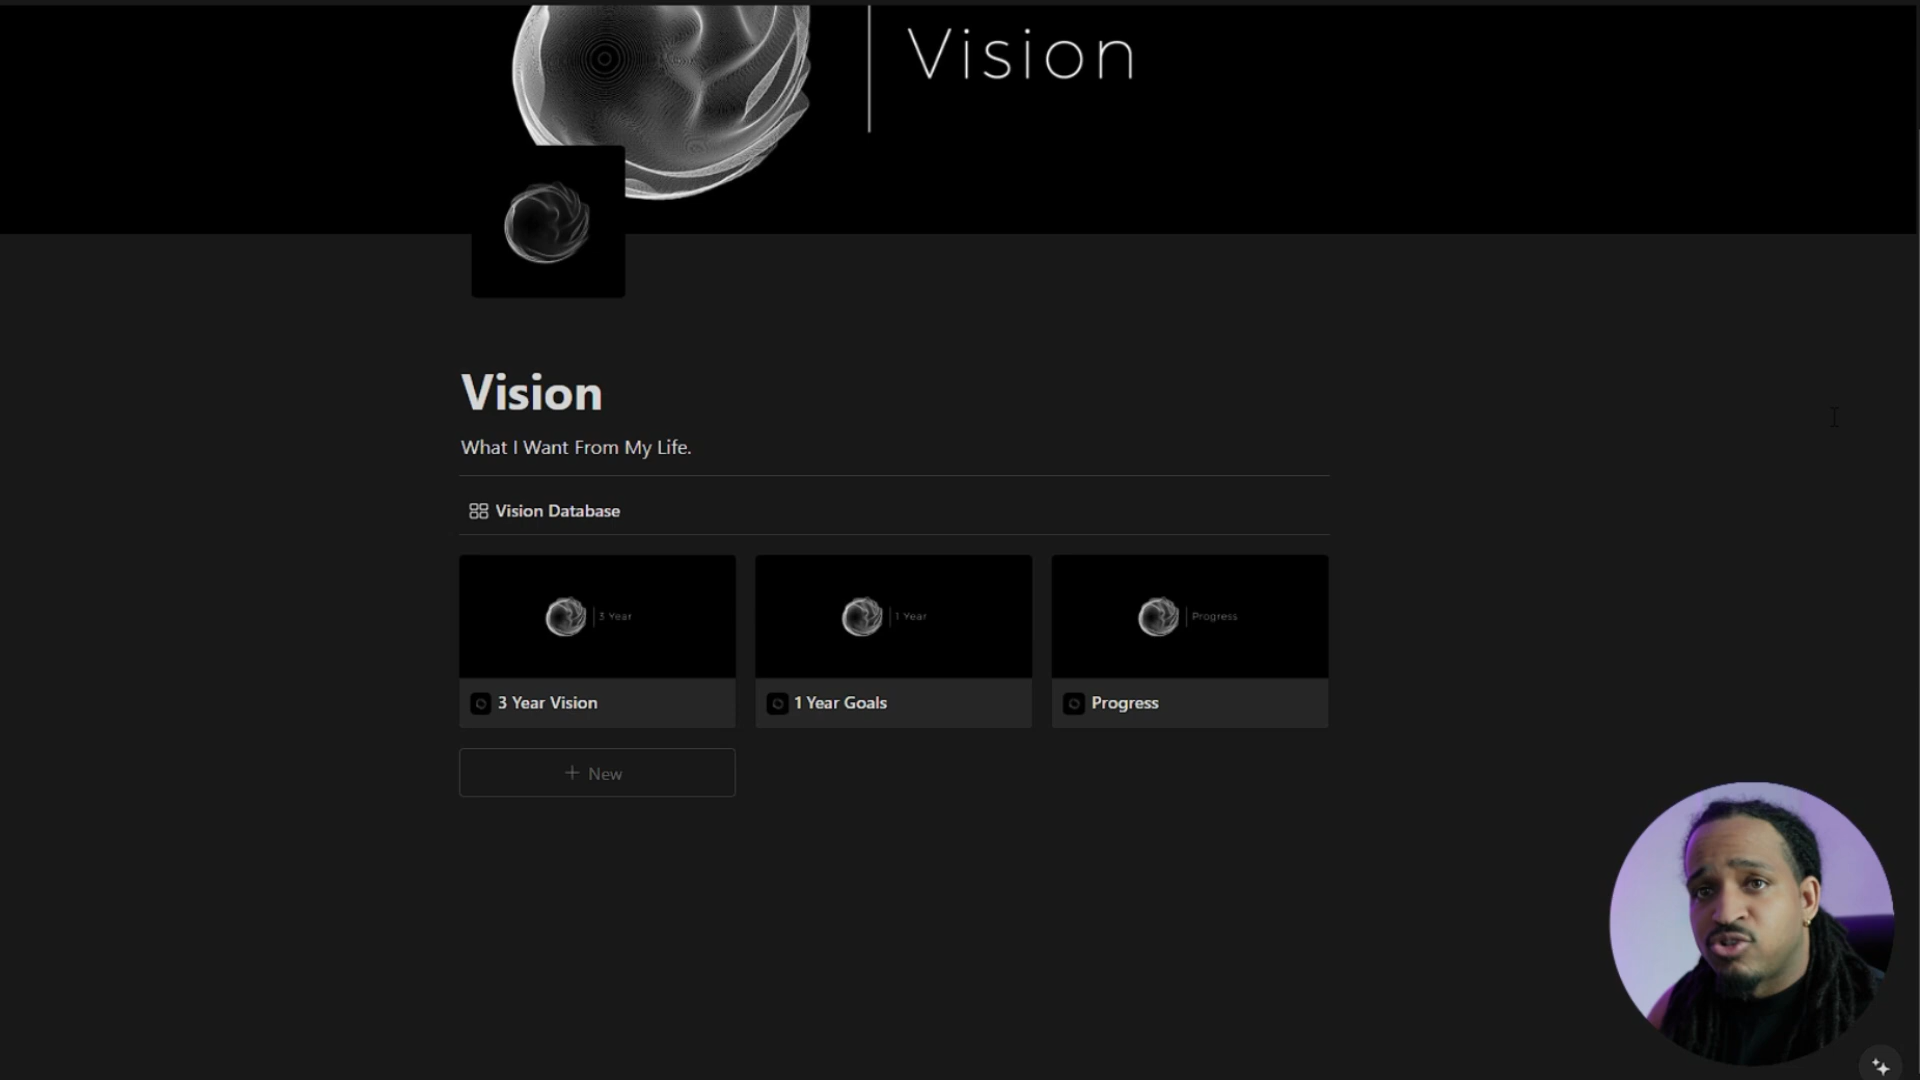 Vision
Vision
What I Want From My Life.
Vision Database
3 Year
1 Year
Progress
3 Year Vision
1 Year Goals
Progress
+ New